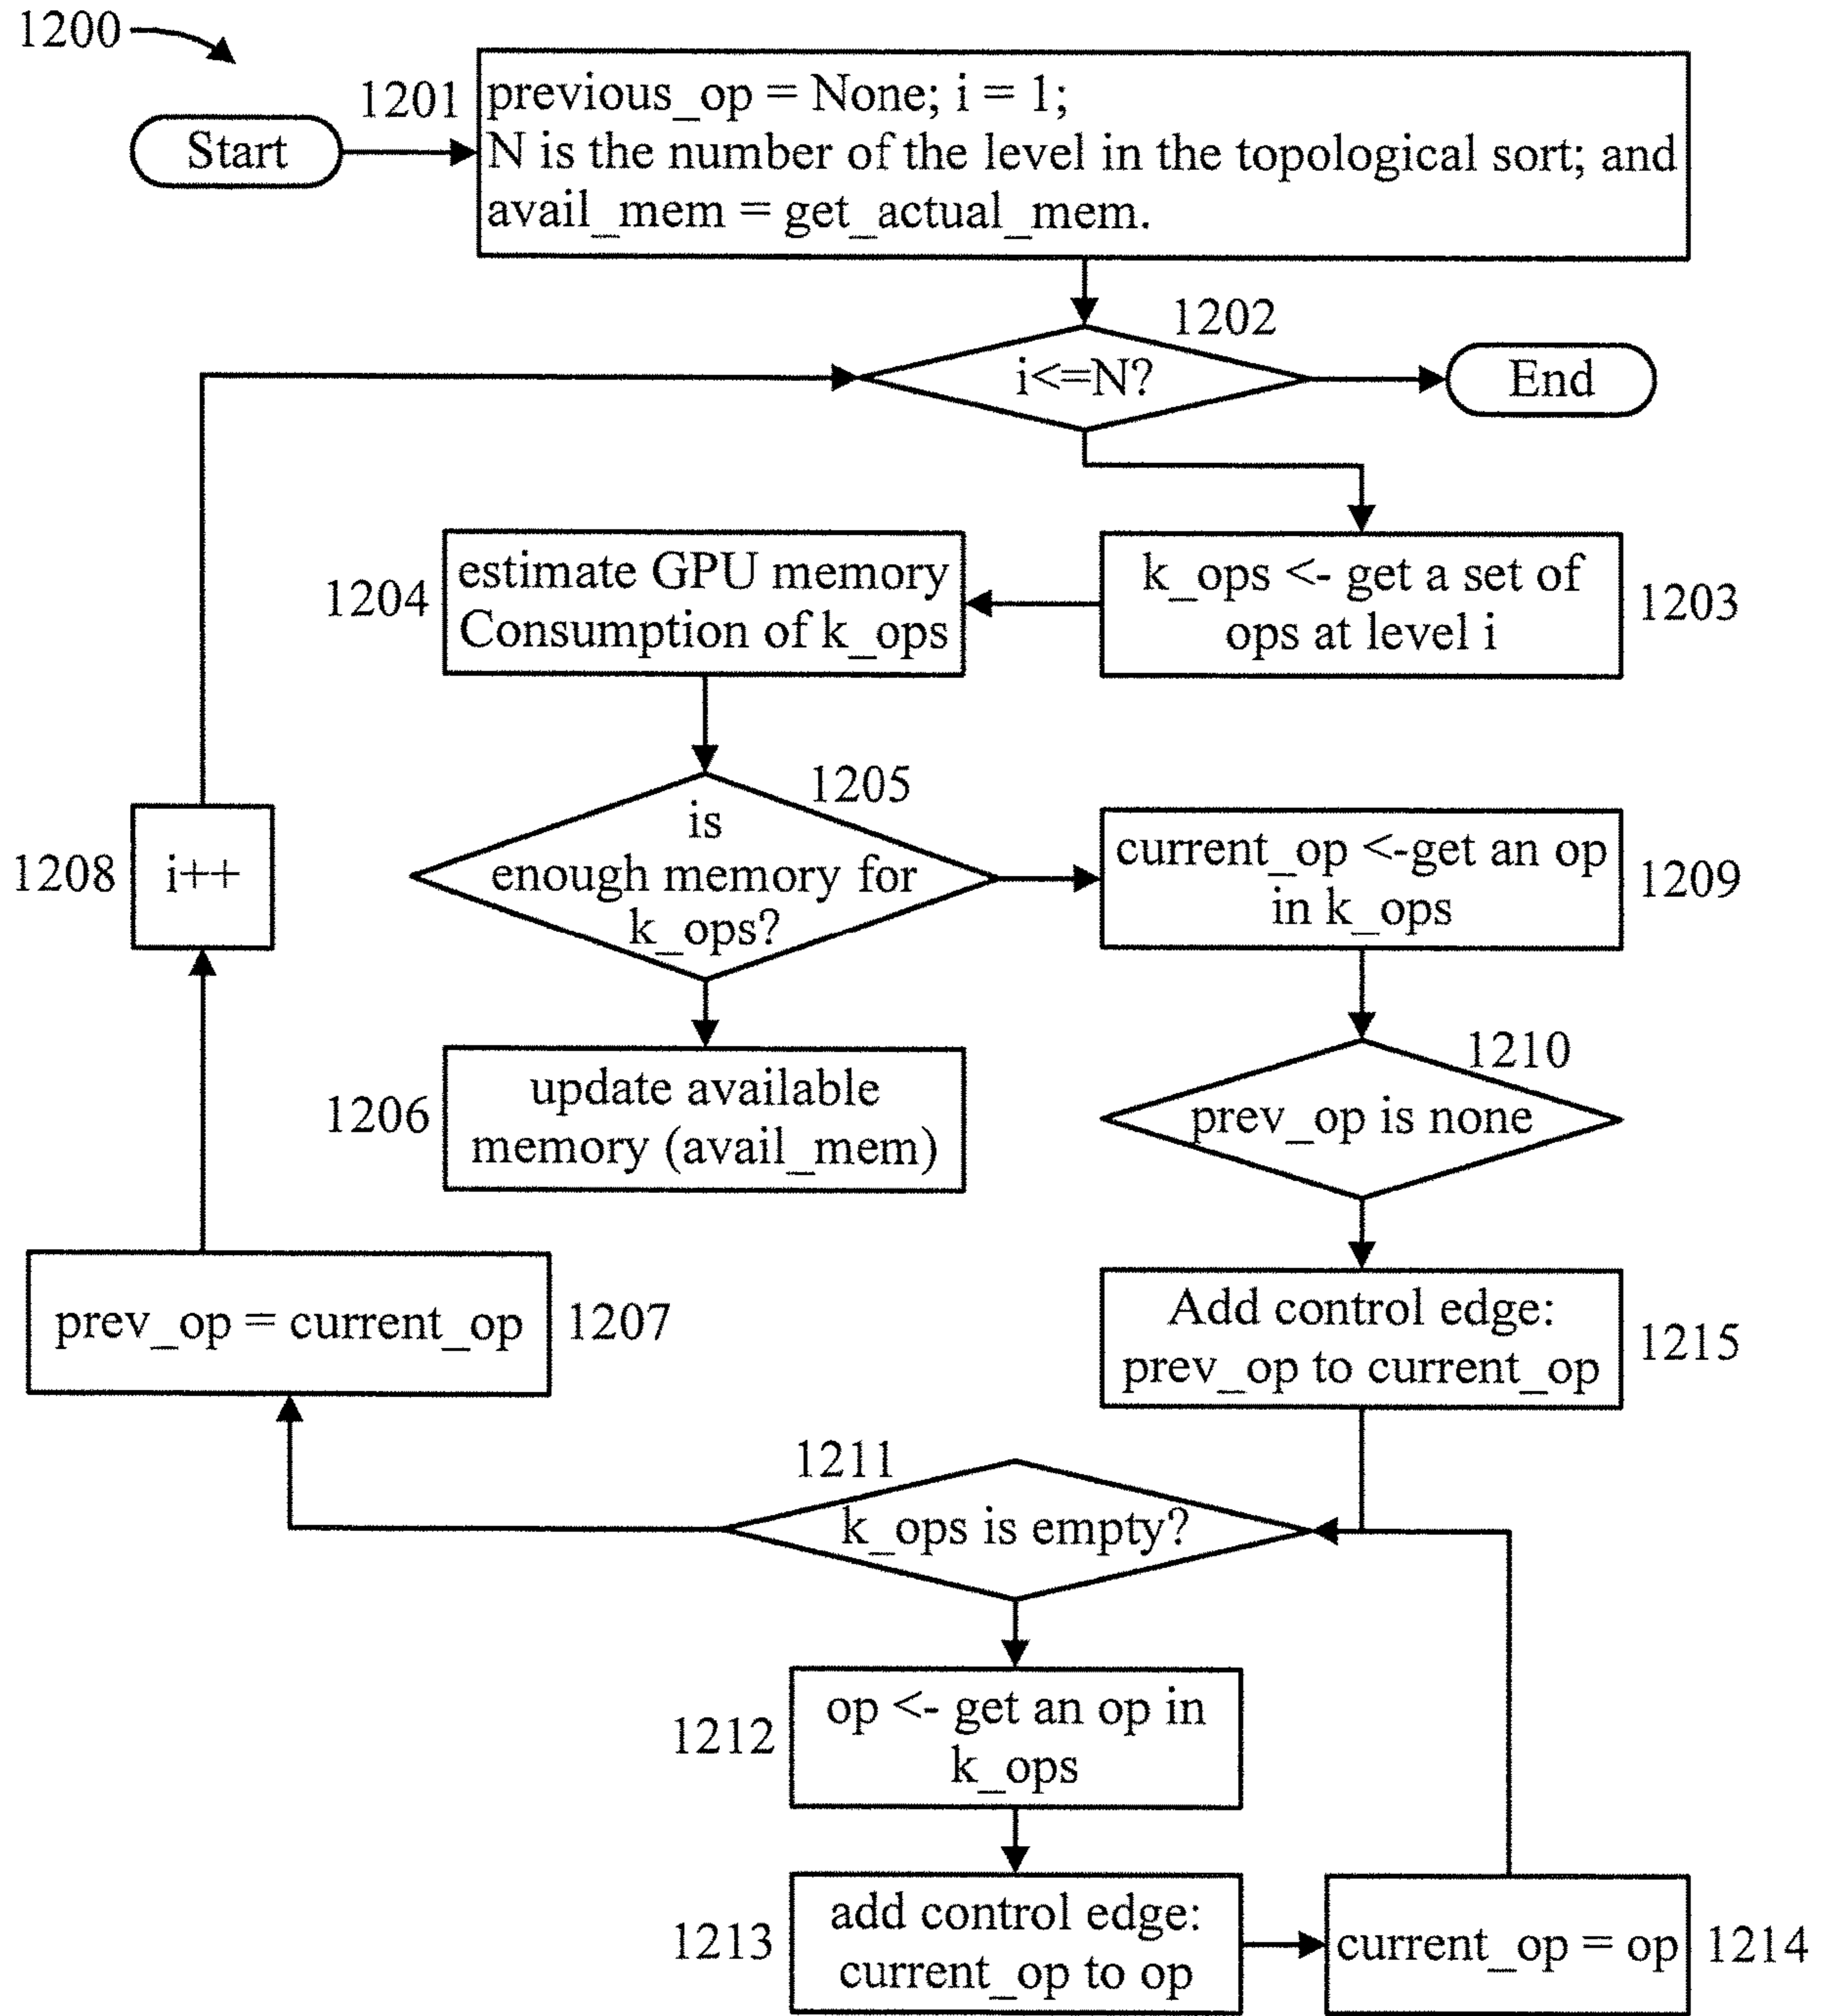 1200
1201
previous_op = None; i = 1;
Start
N is the number of the level in the topological sort; and
avail_mem = get_actual_mem.
1202
i<=N?
End
1204
estimate GPU memory
Consumption of k_ops
k_ops <- get a set of
ops at level i
1203
1205
is
enough memory for
k_ops?
1208
i++
current_op <-get an op
in k_ops
1209
1206
update available
memory (avail_mem)
1210
prev_op is none
prev_op = current_op
1207
Add control edge:
prev_op to current_op
1215
1211
k_ops is empty?
1212
op <- get an op in
k_ops
1213
add control edge:
current_op to op
current_op = op
1214